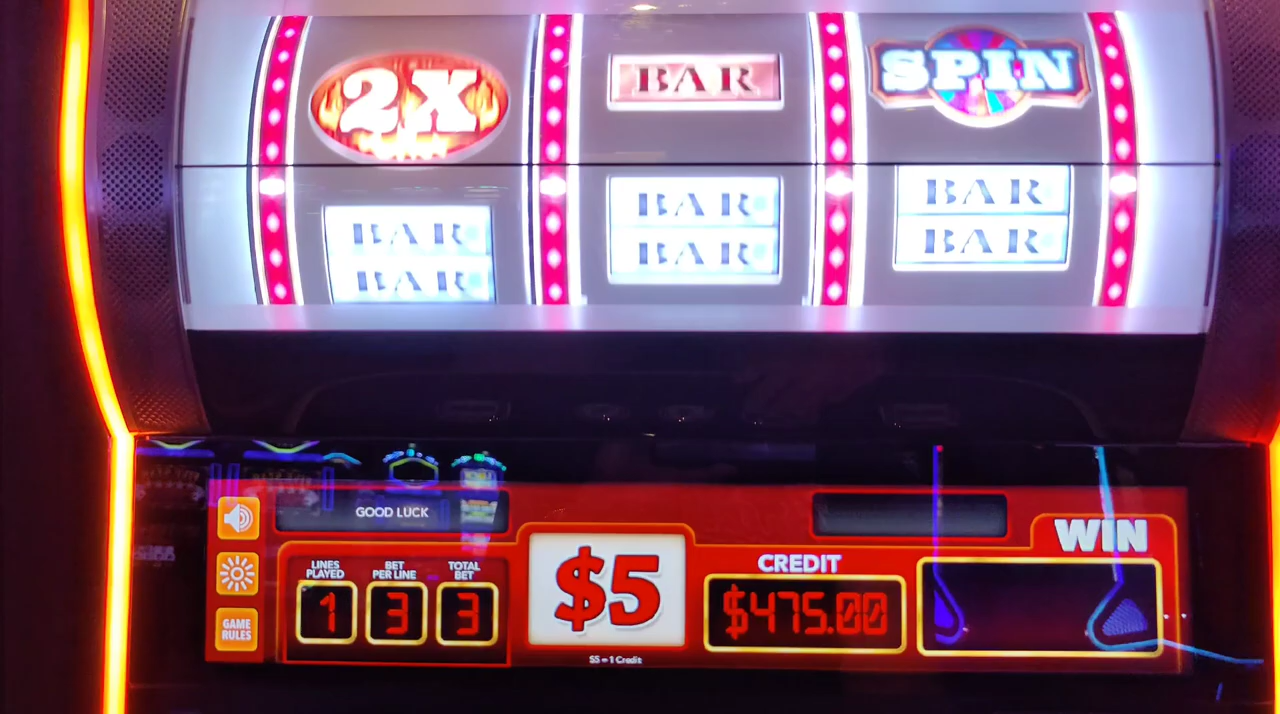 2X
BAR
SPIN
BAR
BAR
BAR
BAR
BAR
BAR
GOOD LUCK
WIN
LINES
PLAYED
BET
PER LINE
TOTAL
BET
$5
CREDIT
1
3
3
$475.00
GAME
RULES
$5 = 1 Credit